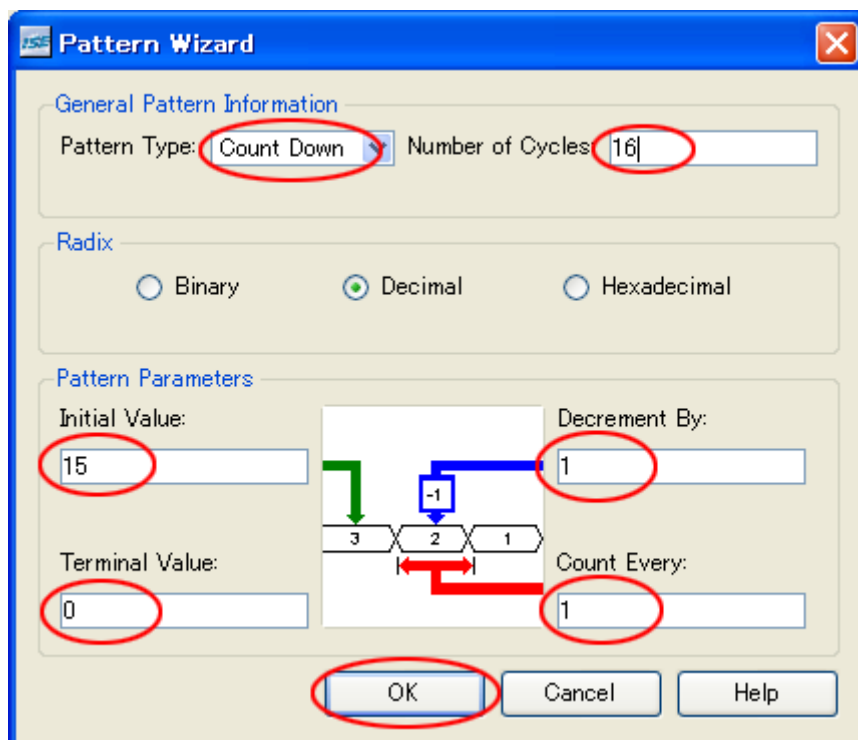 ISE Pattern Wizard
General Pattern Information
Pattern Type: Count Down Number of Cycles: 16
Radix
Binary Decimal Hexadecimal
Pattern Parameters
Initial Value: Decrement By:
15 1
-1
3 2 1
Terminal Value: Count Every:
0 1
OK Cancel Help